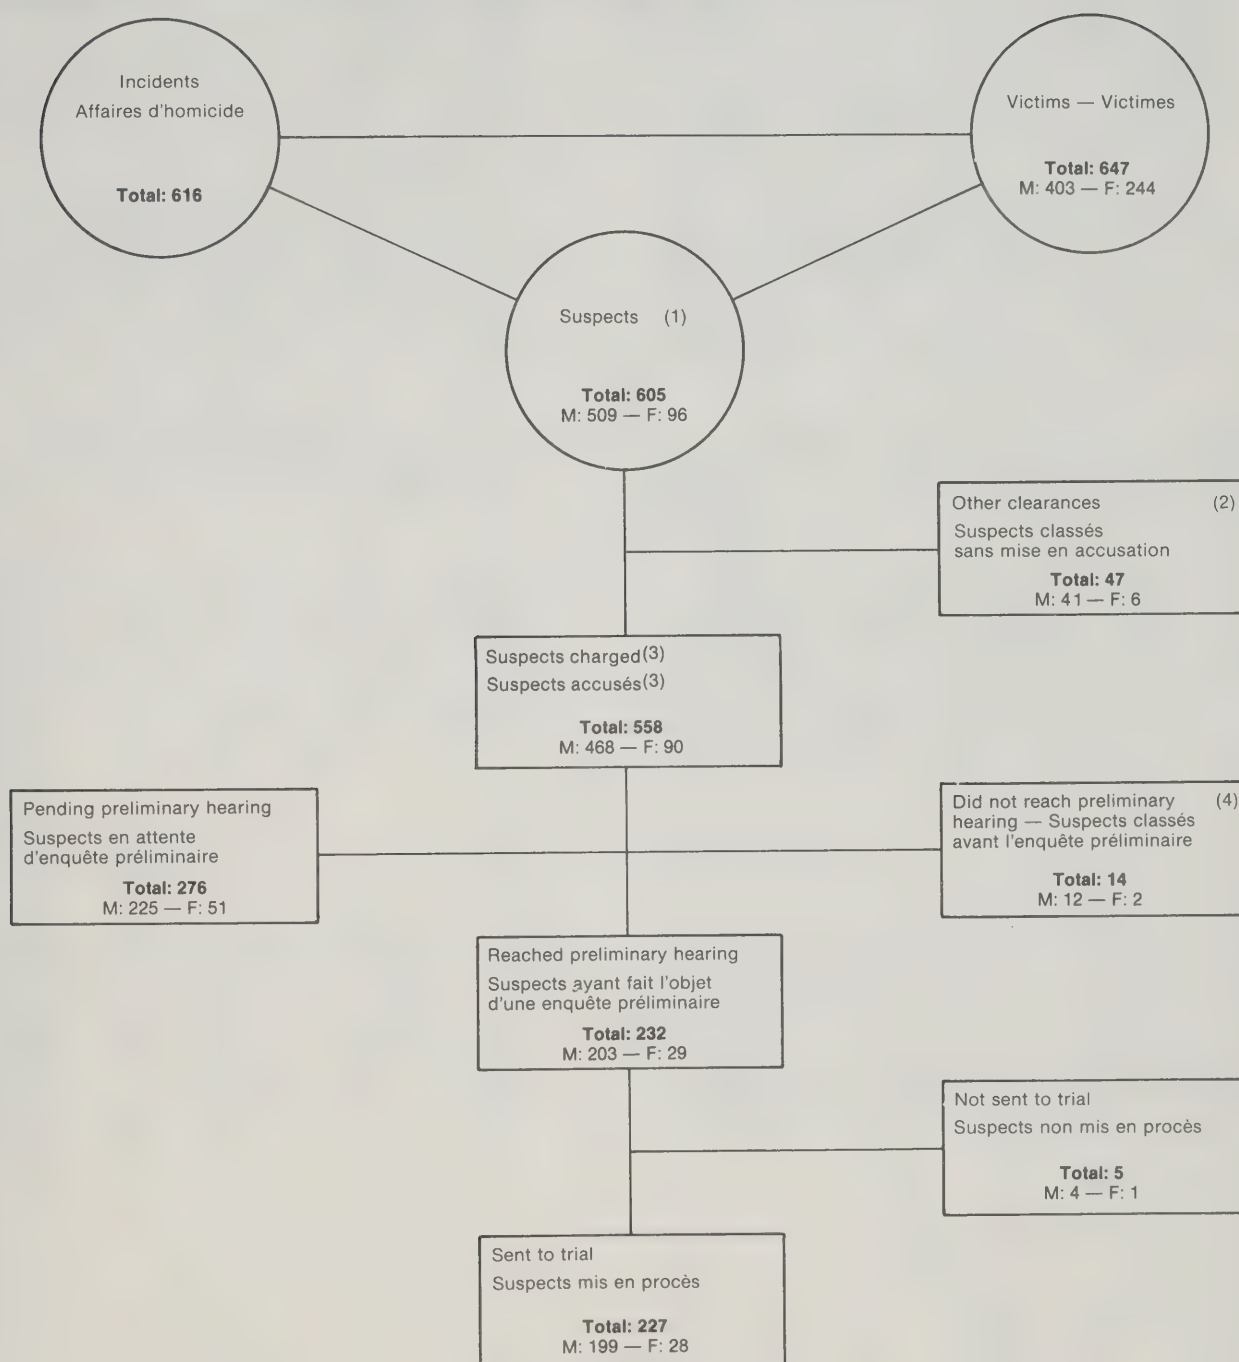 Incidents
Affaires d'homicide
Total: 616
Victims — Victimes
Total: 647
M: 403 — F: 244
Suspects (1)
Total: 605
M: 509 — F: 96
Other clearances (2)
Suspects classés
sans mise en accusation
Total: 47
M: 41 — F: 6
Suspects charged(3)
Suspects accusés(3)
Total: 558
M: 468 — F: 90
Pending preliminary hearing
Suspects en attente
d'enquête préliminaire
Total: 276
M: 225 — F: 51
Did not reach preliminary (4)
hearing — Suspects classés
avant l'enquête préliminaire
Total: 14
M: 12 — F: 2
Reached preliminary hearing
Suspects ayant fait l'objet
d'une enquête préliminaire
Total: 232
M: 203 — F: 29
Not sent to trial
Suspects non mis en procès
Total: 5
M: 4 — F: 1
Sent to trial
Suspects mis en procès
Total: 227
M: 199 — F: 28